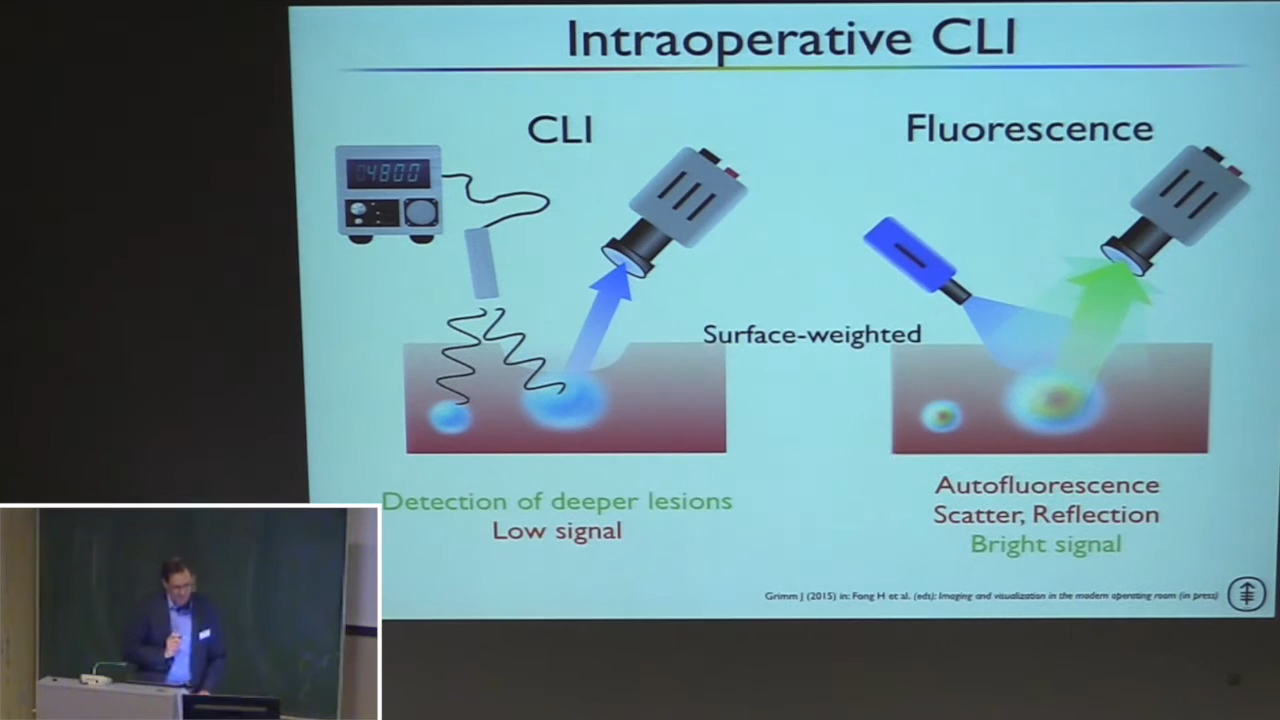 Intraoperative CLI
CLI
Fluorescence
4800
Surface-weighted
Detection of deeper lesions
Low signal
Autofluorescence
Scatter, Reflection
Bright signal
Grimm J (2015) in: Fong H et al. (eds): Imaging and visualization in the modern operating room (in press)